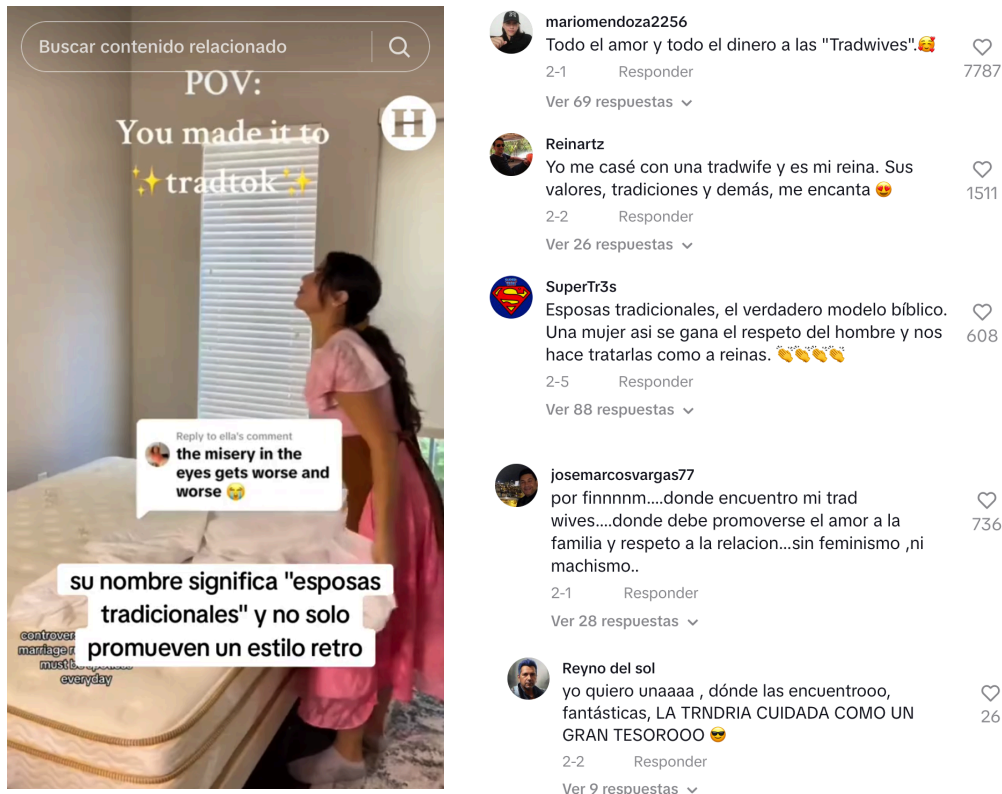 Buscar contenido relacionado
POV:
You made it to
✨tradtok✨
H
Reply to ella's comment
the misery in the
eyes gets worse and
worse 😭
su nombre significa "esposas
tradicionales" y no solo
promueven un estilo retro
marriage
must
everyday
mariomendoza2256
Todo el amor y todo el dinero a las "Tradwives".🥰
7787
2-1 Responder
Ver 69 respuestas
Reinartz
Yo me casé con una tradwife y es mi reina. Sus
valores, tradiciones y demás, me encanta 😍
1511
2-2 Responder
Ver 26 respuestas
SuperTr3s
Esposas tradicionales, el verdadero modelo bíblico.
Una mujer asi se gana el respeto del hombre y nos
608
hace tratarlas como a reinas. 👏👏👏👏
2-5 Responder
Ver 88 respuestas
josemarcosvargas77
por finnnnm....donde encuentro mi trad
wives....donde debe promoverse el amor a la
736
familia y respeto a la relacion...sin feminismo ,ni
machismo..
2-1 Responder
Ver 28 respuestas
Reyno del sol
yo quiero unaaaa , dónde las encuentrooo,
fantásticas, LA TRNDRIA CUIDADA COMO UN
26
GRAN TESOROOO 😎
2-2 Responder
Ver 9 respuestas